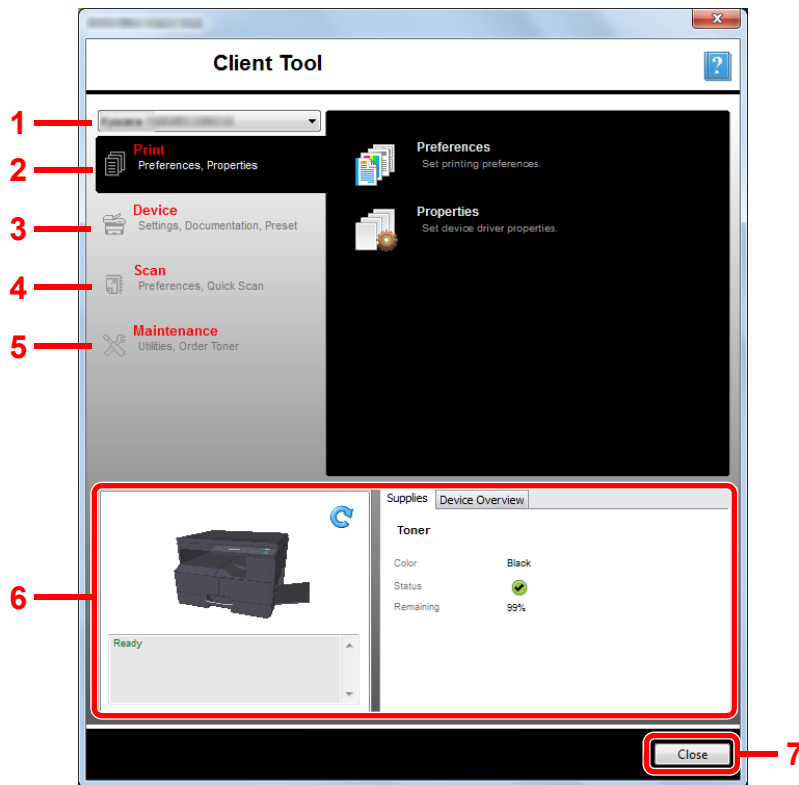 Client Tool
?
1
2
Print
Preferences, Properties
3
Device
Settings, Documentation, Preset
4
Scan
Preferences, Quick Scan
5
Maintenance
Utilities, Order Toner
Preferences
Set printing preferences.
Properties
Set device driver properties.
6
Ready
Supplies
Device Overview
Toner
Color Black
Status
Remaining 99%
Close
7